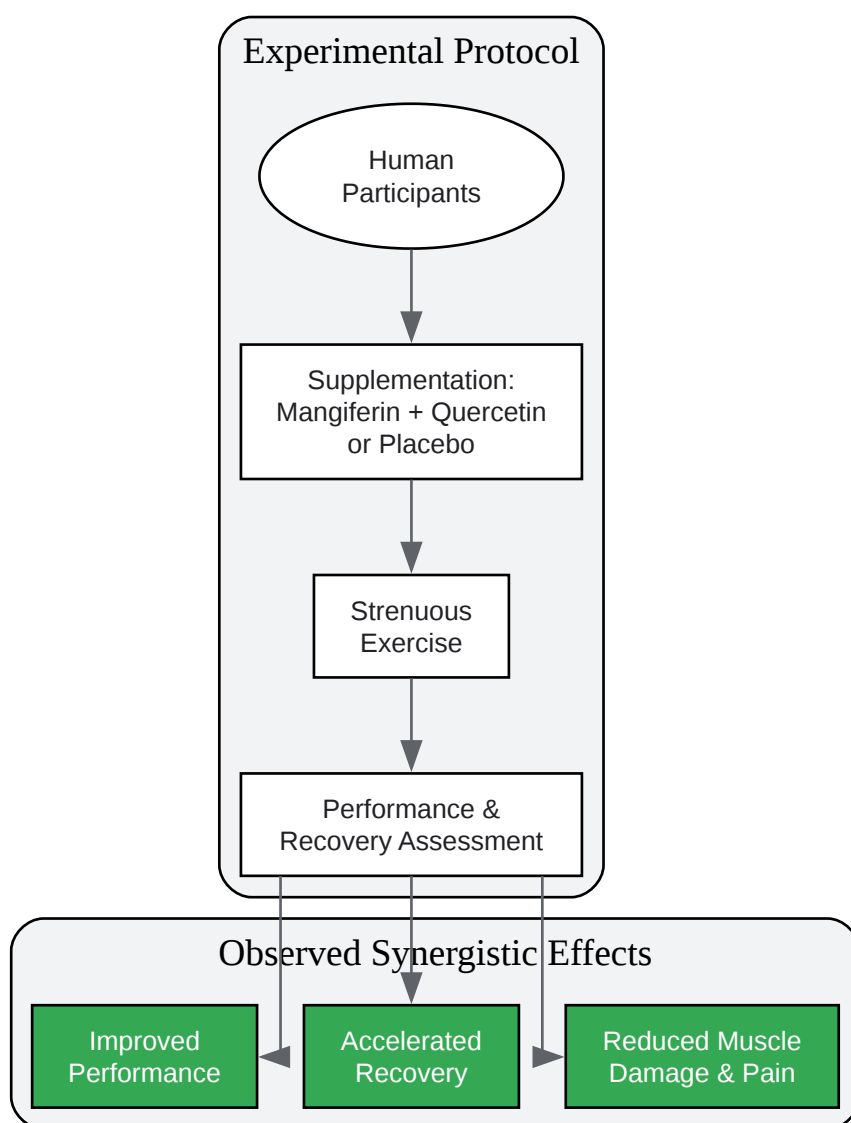 Experimental Protocol
Human
Participants
Supplementation:
Mangiferin + Quercetin
or Placebo
Strenuous
Exercise
Performance &
Recovery Assessment
Observed Synergistic Effects
Improved
Performance
Accelerated
Recovery
Reduced Muscle
Damage & Pain